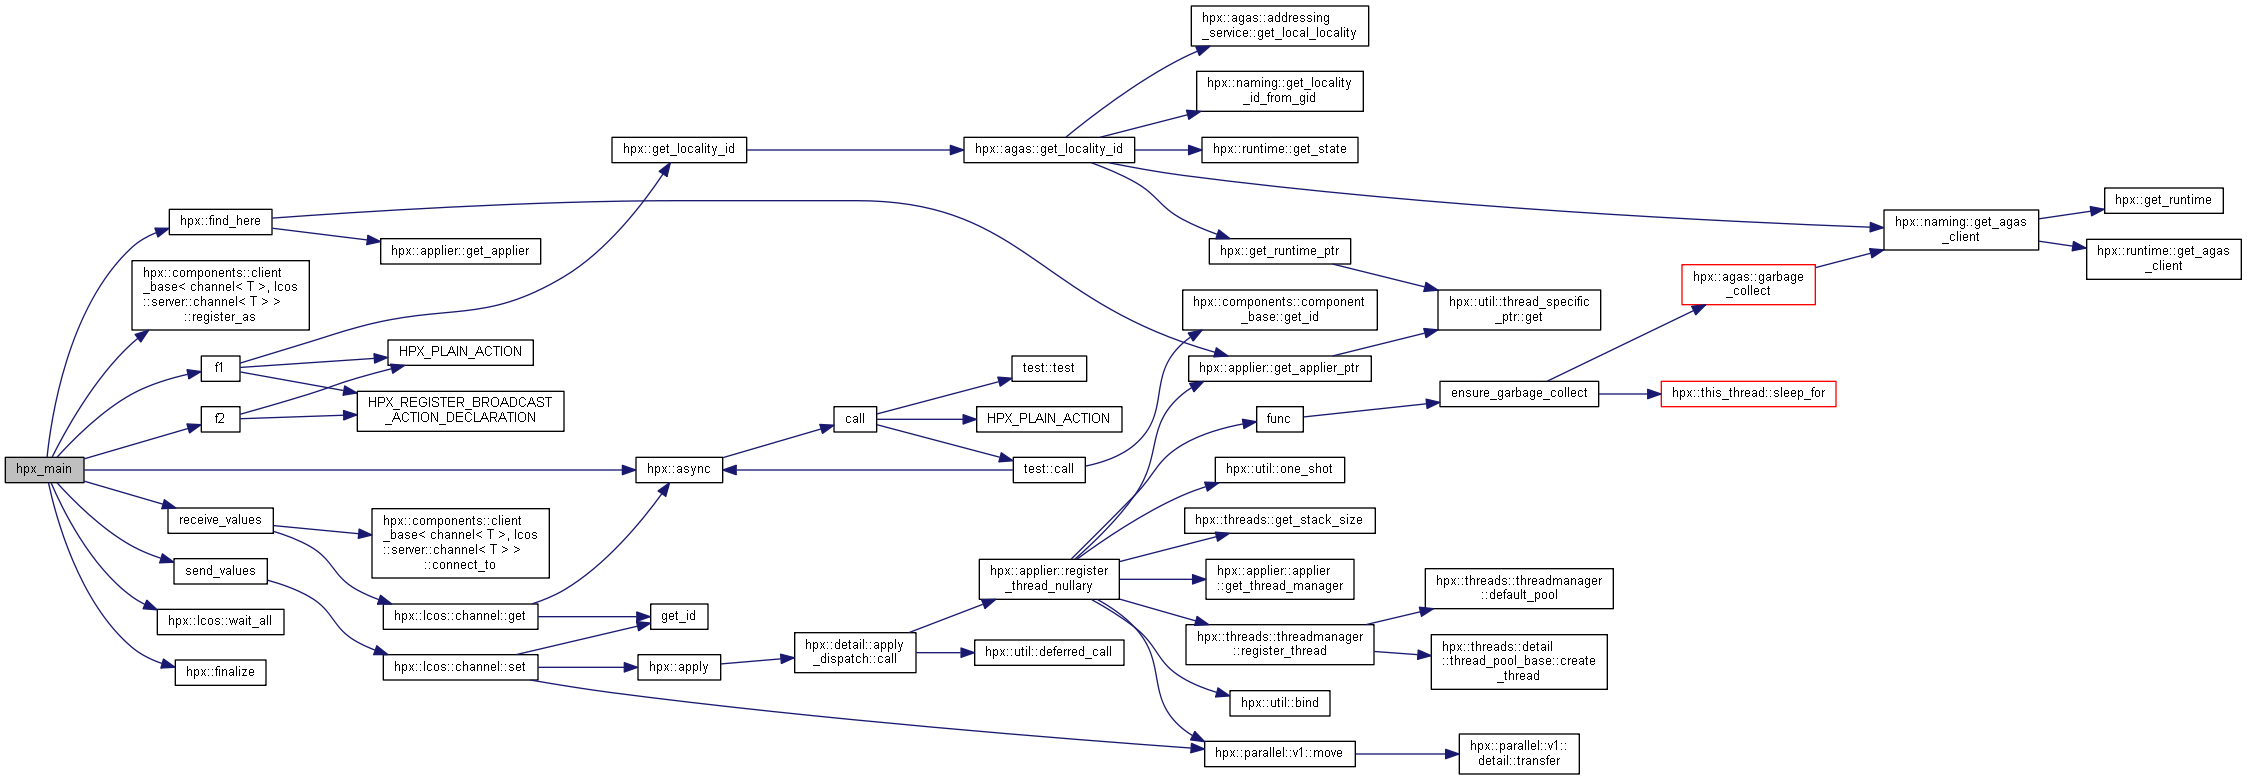 hpx::agas::addressing
_service::get_local_locality
hpx::naming::get_locality
_id_from_gid
hpx::get_locality_id
hpx::agas::get_locality_id
hpx::runtime::get_state
hpx::find_here
hpx::applier::get_applier
hpx::get_runtime_ptr
hpx::naming::get_agas
_client
hpx::get_runtime
hpx::runtime::get_agas
_client
hpx::components::client
_base< channel< T >, lcos
::server::channel< T > >
::register_as
hpx::agas::garbage
_collect
hpx::components::component
_base::get_id
hpx::util::thread_specific
_ptr::get
f1
HPX_PLAIN_ACTION
test::test
hpx::applier::get_applier_ptr
ensure_garbage_collect
hpx::this_thread::sleep_for
f2
HPX_REGISTER_BROADCAST
_ACTION_DECLARATION
call
HPX_PLAIN_ACTION
func
hpx_main
hpx::async
test::call
hpx::util::one_shot
receive_values
hpx::components::client
_base< channel< T >, lcos
::server::channel< T > >
::connect_to
hpx::threads::get_stack_size
send_values
hpx::applier::register
_thread_nullary
hpx::applier::applier
::get_thread_manager
hpx::threads::threadmanager
::default_pool
hpx::lcos::wait_all
hpx::lcos::channel::get
get_id
hpx::threads::threadmanager
::register_thread
hpx::finalize
hpx::lcos::channel::set
hpx::apply
hpx::detail::apply
_dispatch::call
hpx::util::deferred_call
hpx::threads::detail
::thread_pool_base::create
_thread
hpx::util::bind
hpx::parallel::v1::move
hpx::parallel::v1::
detail::transfer